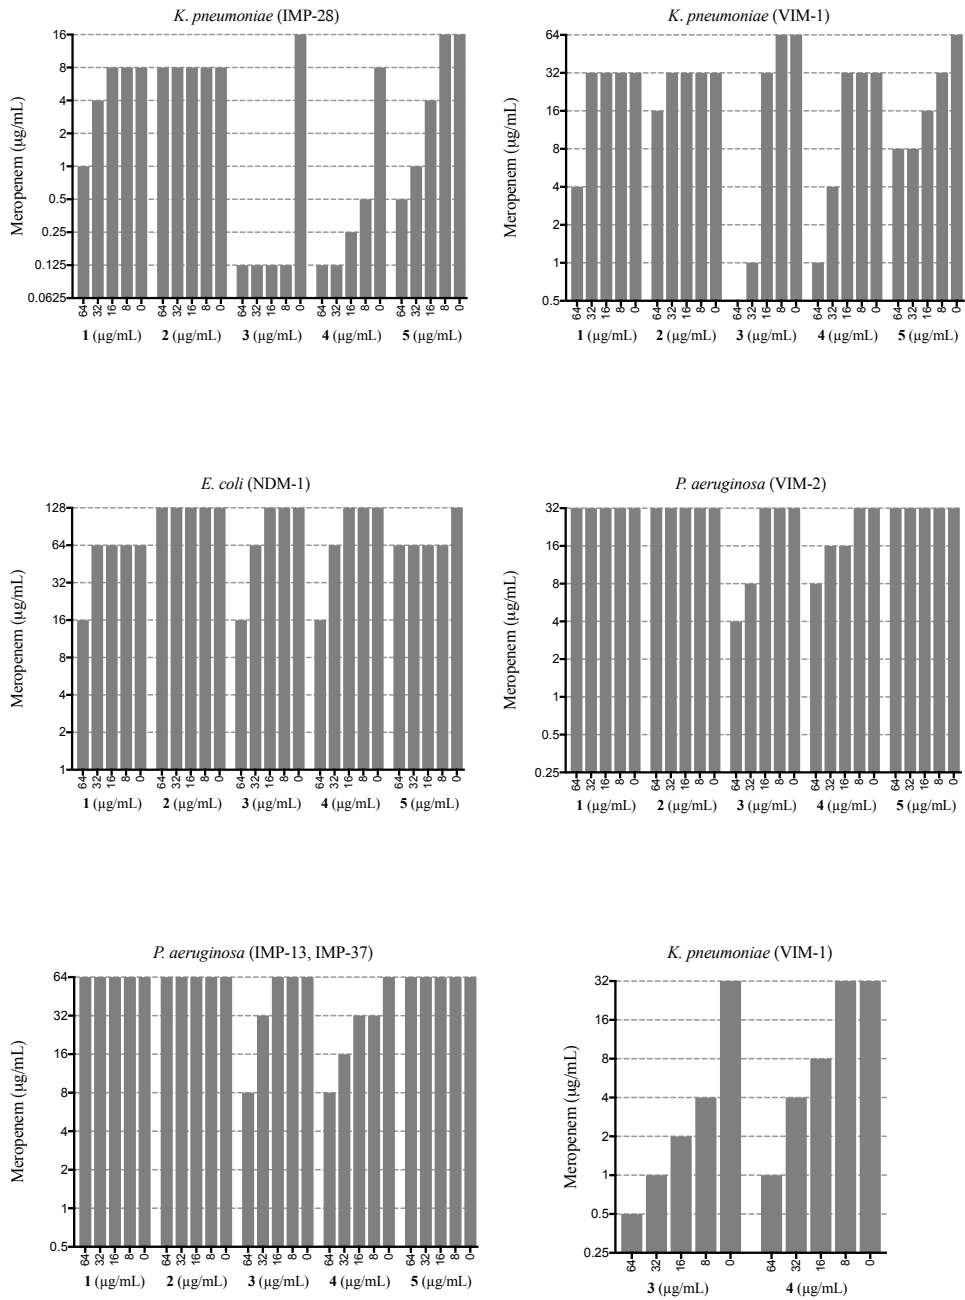 K. pneumoniae (IMP-28)
Meropenem (µg/mL)
16
8
4
2
1
0.5
0.25
0.125
0.0625
64 32 16 8 0 64 32 16 8 0 64 32 16 8 0 64 32 16 8 0 64 32 16 8 0
1 (µg/mL) 2 (µg/mL) 3 (µg/mL) 4 (µg/mL) 5 (µg/mL)
K. pneumoniae (VIM-1)
Meropenem (µg/mL)
64
32
16
8
4
2
1
0.5
64 32 16 8 0 64 32 16 8 0 64 32 16 8 0 64 32 16 8 0 64 32 16 8 0
1 (µg/mL) 2 (µg/mL) 3 (µg/mL) 4 (µg/mL) 5 (µg/mL)
E. coli (NDM-1)
Meropenem (µg/mL)
128
64
32
16
8
4
2
1
64 32 16 8 0 64 32 16 8 0 64 32 16 8 0 64 32 16 8 0 64 32 16 8 0
1 (µg/mL) 2 (µg/mL) 3 (µg/mL) 4 (µg/mL) 5 (µg/mL)
P. aeruginosa (VIM-2)
Meropenem (µg/mL)
32
16
8
4
2
1
0.5
0.25
64 32 16 8 0 64 32 16 8 0 64 32 16 8 0 64 32 16 8 0 64 32 16 8 0
1 (µg/mL) 2 (µg/mL) 3 (µg/mL) 4 (µg/mL) 5 (µg/mL)
P. aeruginosa (IMP-13, IMP-37)
Meropenem (µg/mL)
64
32
16
8
4
2
1
0.5
64 32 16 8 0 64 32 16 8 0 64 32 16 8 0 64 32 16 8 0 64 32 16 8 0
1 (µg/mL) 2 (µg/mL) 3 (µg/mL) 4 (µg/mL) 5 (µg/mL)
K. pneumoniae (VIM-1)
Meropenem (µg/mL)
32
16
8
4
2
1
0.5
0.25
64 32 16 8 0 64 32 16 8 0
3 (µg/mL) 4 (µg/mL)